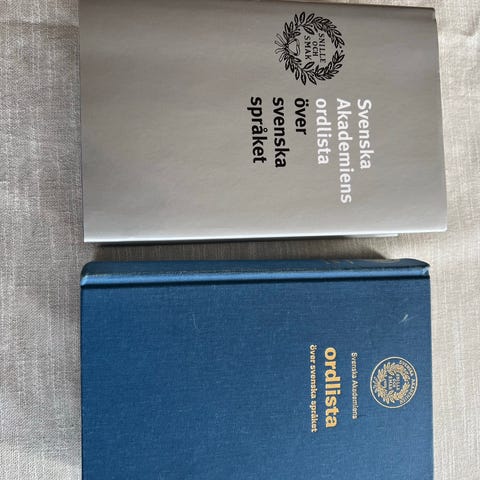 SNILLE
OCH
SMAK
Svenska
Akademiens
ordlista
över
svenska
språket
Svenska Akademiens
ordlista
över svenska språket